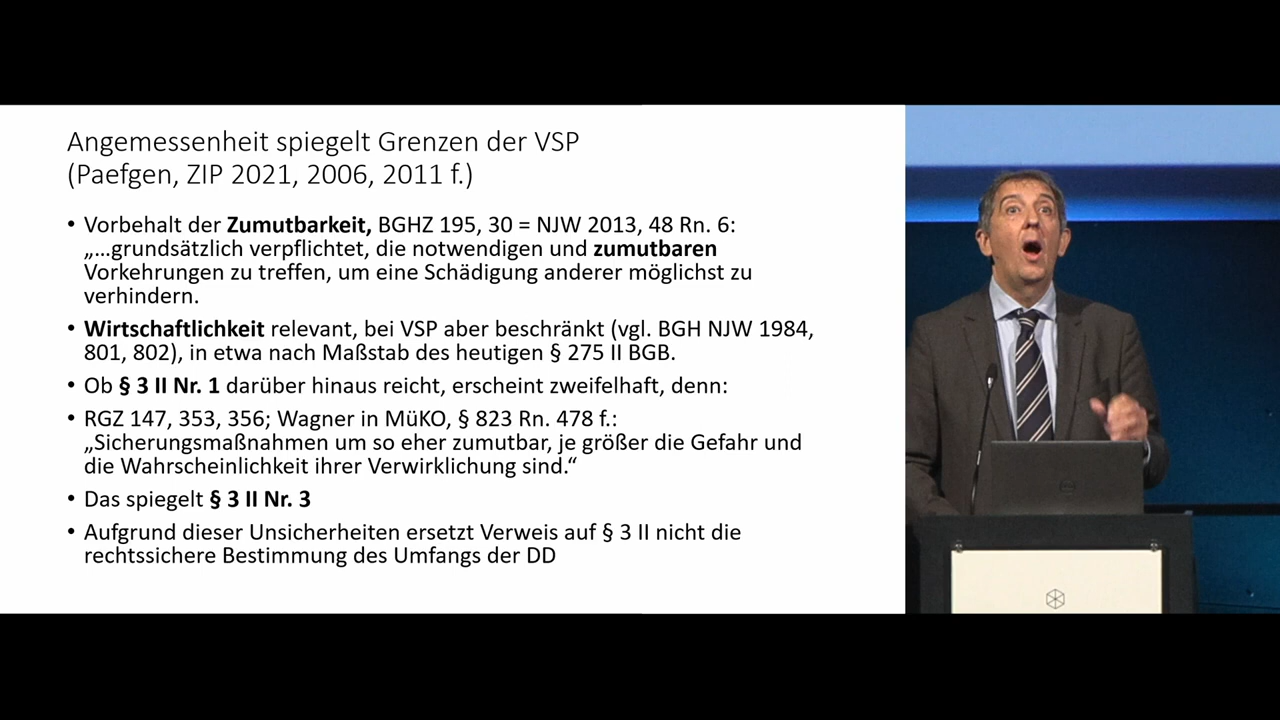 Angemessenheit spiegelt Grenzen der VSP
(Paefgen, ZIP 2021, 2006, 2011 f.)
• Vorbehalt der Zumutbarkeit, BGHZ 195, 30 = NJW 2013, 48 Rn. 6:
„…grundsätzlich verpflichtet, die notwendigen und zumutbaren
Vorkehrungen zu treffen, um eine Schädigung anderer möglichst zu
verhindern.
• Wirtschaftlichkeit relevant, bei VSP aber beschränkt (vgl. BGH NJW 1984,
801, 802), in etwa nach Maßstab des heutigen § 275 II BGB.
• Ob § 3 II Nr. 1 darüber hinaus reicht, erscheint zweifelhaft, denn:
• RGZ 147, 353, 356; Wagner in MüKO, § 823 Rn. 478 f.:
„Sicherungsmaßnahmen um so eher zumutbar, je größer die Gefahr und
die Wahrscheinlichkeit ihrer Verwirklichung sind.“
• Das spiegelt § 3 II Nr. 3
• Aufgrund dieser Unsicherheiten ersetzt Verweis auf § 3 II nicht die
rechtssichere Bestimmung des Umfangs der DD